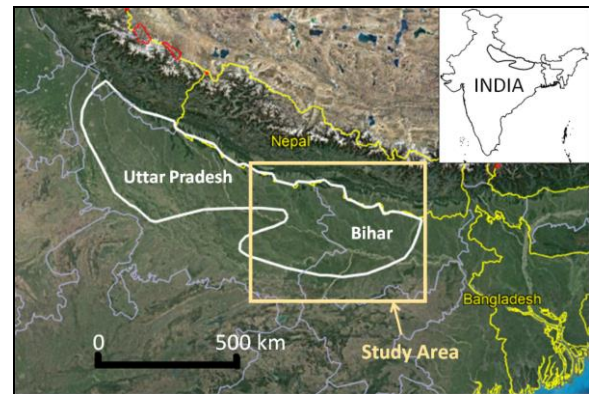 INDIA
Nepal
Uttar Pradesh
Bihar
Bangladesh
0 500 km
Study Area